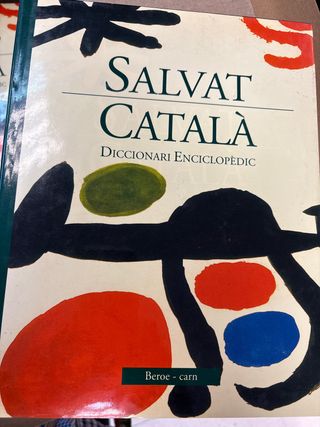 SALVAT
CATALÀ
DICCIONARI ENCICLOPÈDIC
Beroe - carn